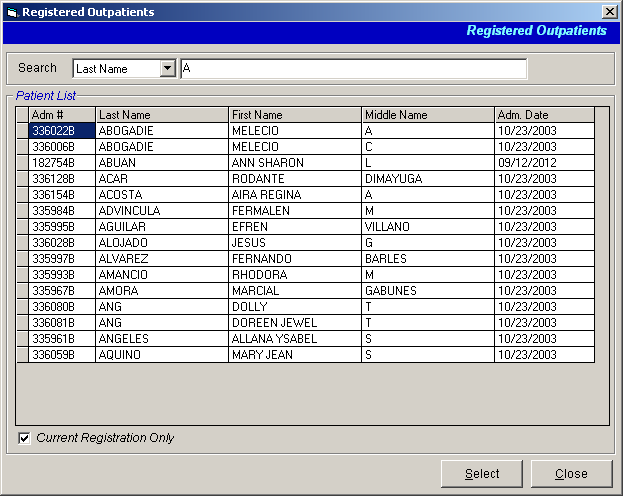 Registered Outpatients
Registered Outpatients
Search Last Name A
Patient List
Adm # Last Name First Name Middle Name Adm. Date
336022B ABOGADIE MELECIO A 10/23/2003
336006B ABOGADIE MELECIO C 10/23/2003
182754B ABUAN ANN SHARON L 09/12/2012
336128B ACAR RODANTE DIMAYUGA 10/23/2003
336154B ACOSTA AIRA REGINA A 10/23/2003
335984B ADVINCULA FERMALEN M 10/23/2003
335995B AGUILAR EFREN VILLANO 10/23/2003
336028B ALOJADO JESUS G 10/23/2003
335997B ALVAREZ FERNANDO BARLES 10/23/2003
335993B AMANCIO RHODORA M 10/23/2003
335967B AMORA MARCIAL GABUNES 10/23/2003
336080B ANG DOLLY T 10/23/2003
336081B ANG DOREEN JEWEL T 10/23/2003
335961B ANGELES ALLANA YSABEL S 10/23/2003
336059B AQUINO MARY JEAN S 10/23/2003
Current Registration Only
Select Close